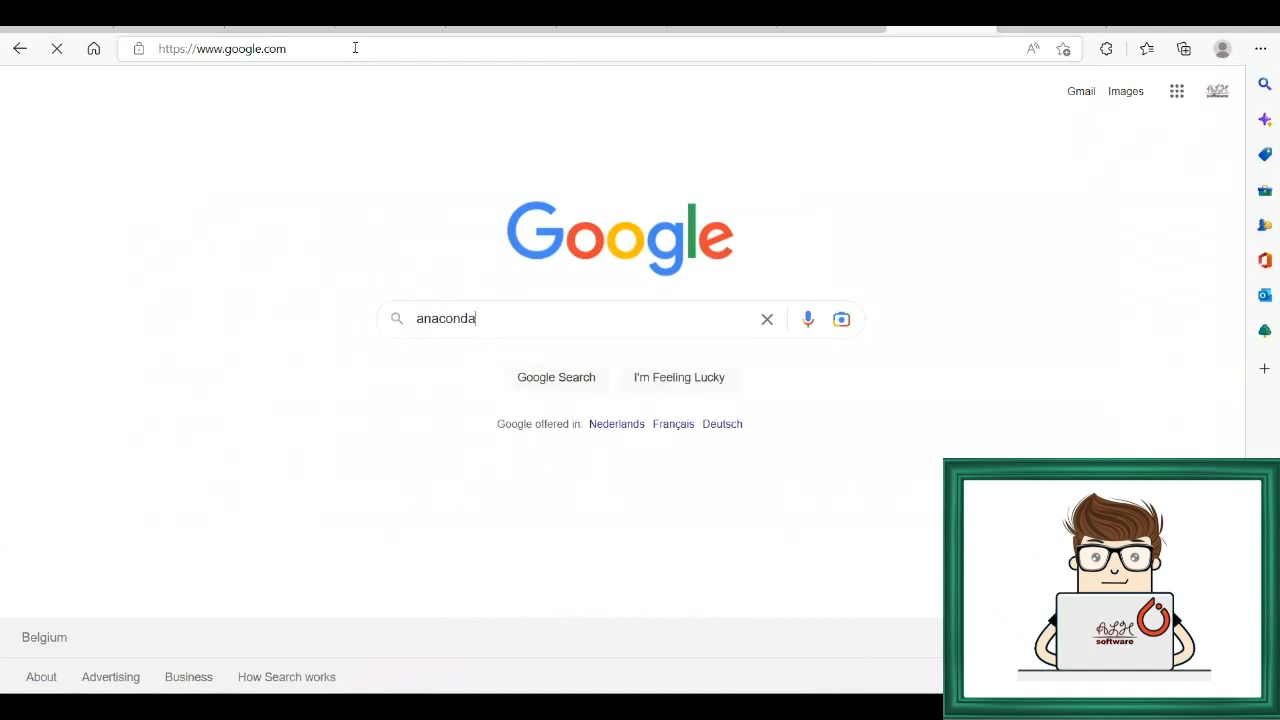 https://www.google.com
Gmail Images
Google
anaconda
Google Search I'm Feeling Lucky
Google offered in: Nederlands Français Deutsch
Belgium
About Advertising Business How Search works
software